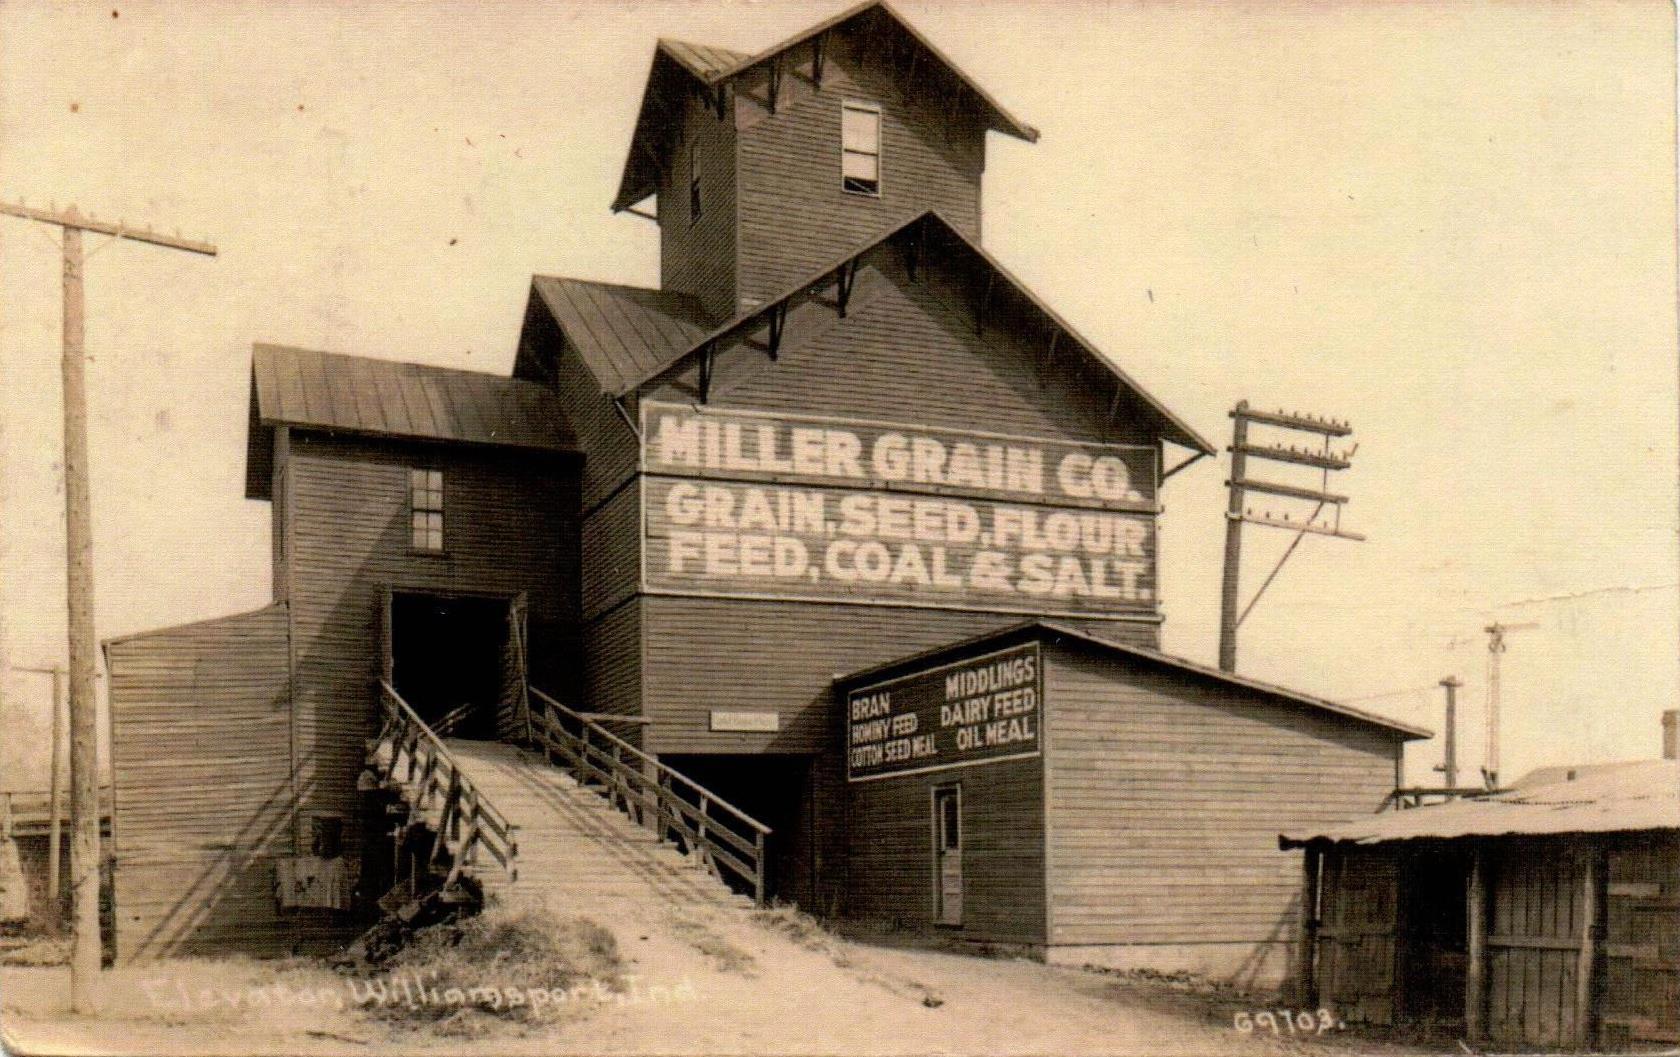 MILLER GRAIN CO.
GRAIN, SEED, FLOUR
FEED, COAL & SALT.
BRAN
HOMINY FEED
COTTON SEED MEAL
MIDDLINGS
DAIRY FEED
OIL MEAL
Elevator, Williamsport, Ind.
G9703.